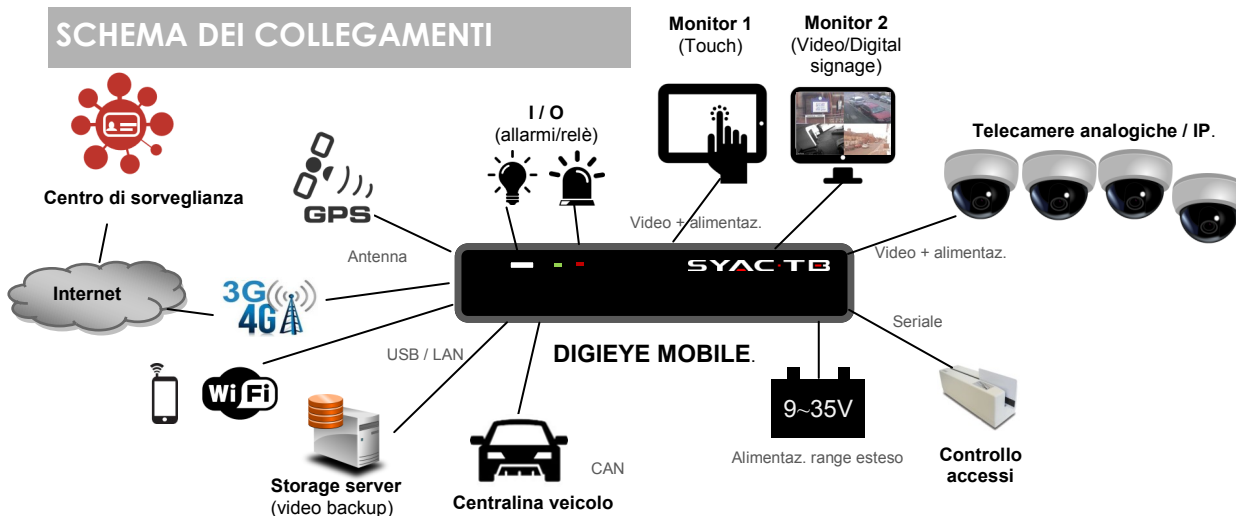 SCHEMA DEI COLLEGAMENTI
Monitor 1
(Touch)
Monitor 2
(Video/Digital
signage)
I / O
(allarmi/relè)
Telecamere analogiche / IP.
Centro di sorveglianza
GPS
Video + alimentaz.
Antenna
SYAC·TB
Video + alimentaz.
Internet
3G
4G
Seriale
USB / LAN
DIGIEYE MOBILE.
WiFi
9~35V
Alimentaz. range esteso
Controllo
accessi
CAN
Storage server
(video backup)
Centralina veicolo